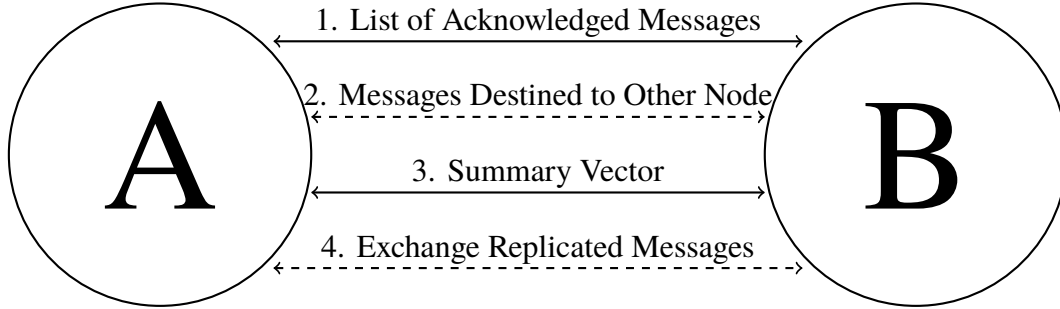 1. List of Acknowledged Messages
2. Messages Destined to Other Node
A
B
3. Summary Vector
4. Exchange Replicated Messages